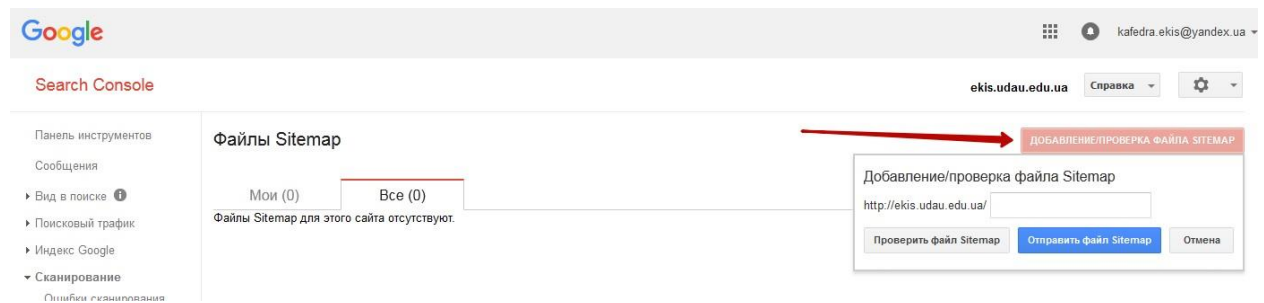 Google
kafedra.ekis@yandex.ua
Search Console
ekis.udau.edu.ua
Справка
Панель инструментов
Сообщения
Вид в поиске
Поисковый трафик
Индекс Google
Сканирование
Ошибки сканирования
Файлы Sitemap
ДОБАВЛЕНИЕ/ПРОВЕРКА ФАЙЛА SITEMAP
Мои (0)
Все (0)
Файлы Sitemap для этого сайта отсутствуют.
Добавление/проверка файла Sitemap
http://ekis.udau.edu.ua/
Проверить файл Sitemap
Отправить файл Sitemap
Отмена